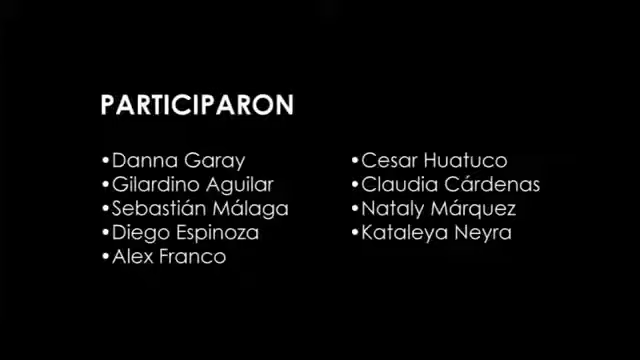 PARTICIPARON
•Danna Garay
•Gilardino Aguilar
•Sebastián Málaga
•Diego Espinoza
•Alex Franco
•Cesar Huatuco
•Claudia Cárdenas
•Nataly Márquez
•Kataleya Neyra